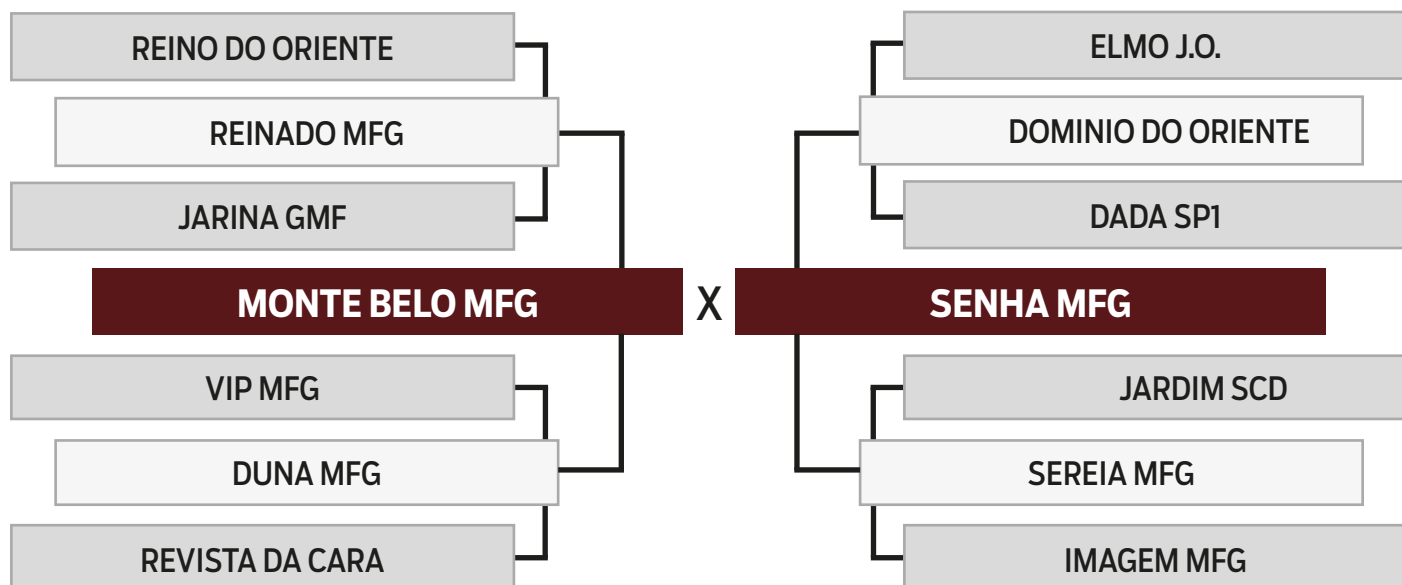 REINO DO ORIENTE
REINADO MFG
JARINA GMF
ELMO J.O.
DOMINIO DO ORIENTE
DADA SP1
MONTE BELO MFG X SENHA MFG
VIP MFG
DUNA MFG
REVISTA DA CARA
JARDIM SCD
SEREIA MFG
IMAGEM MFG